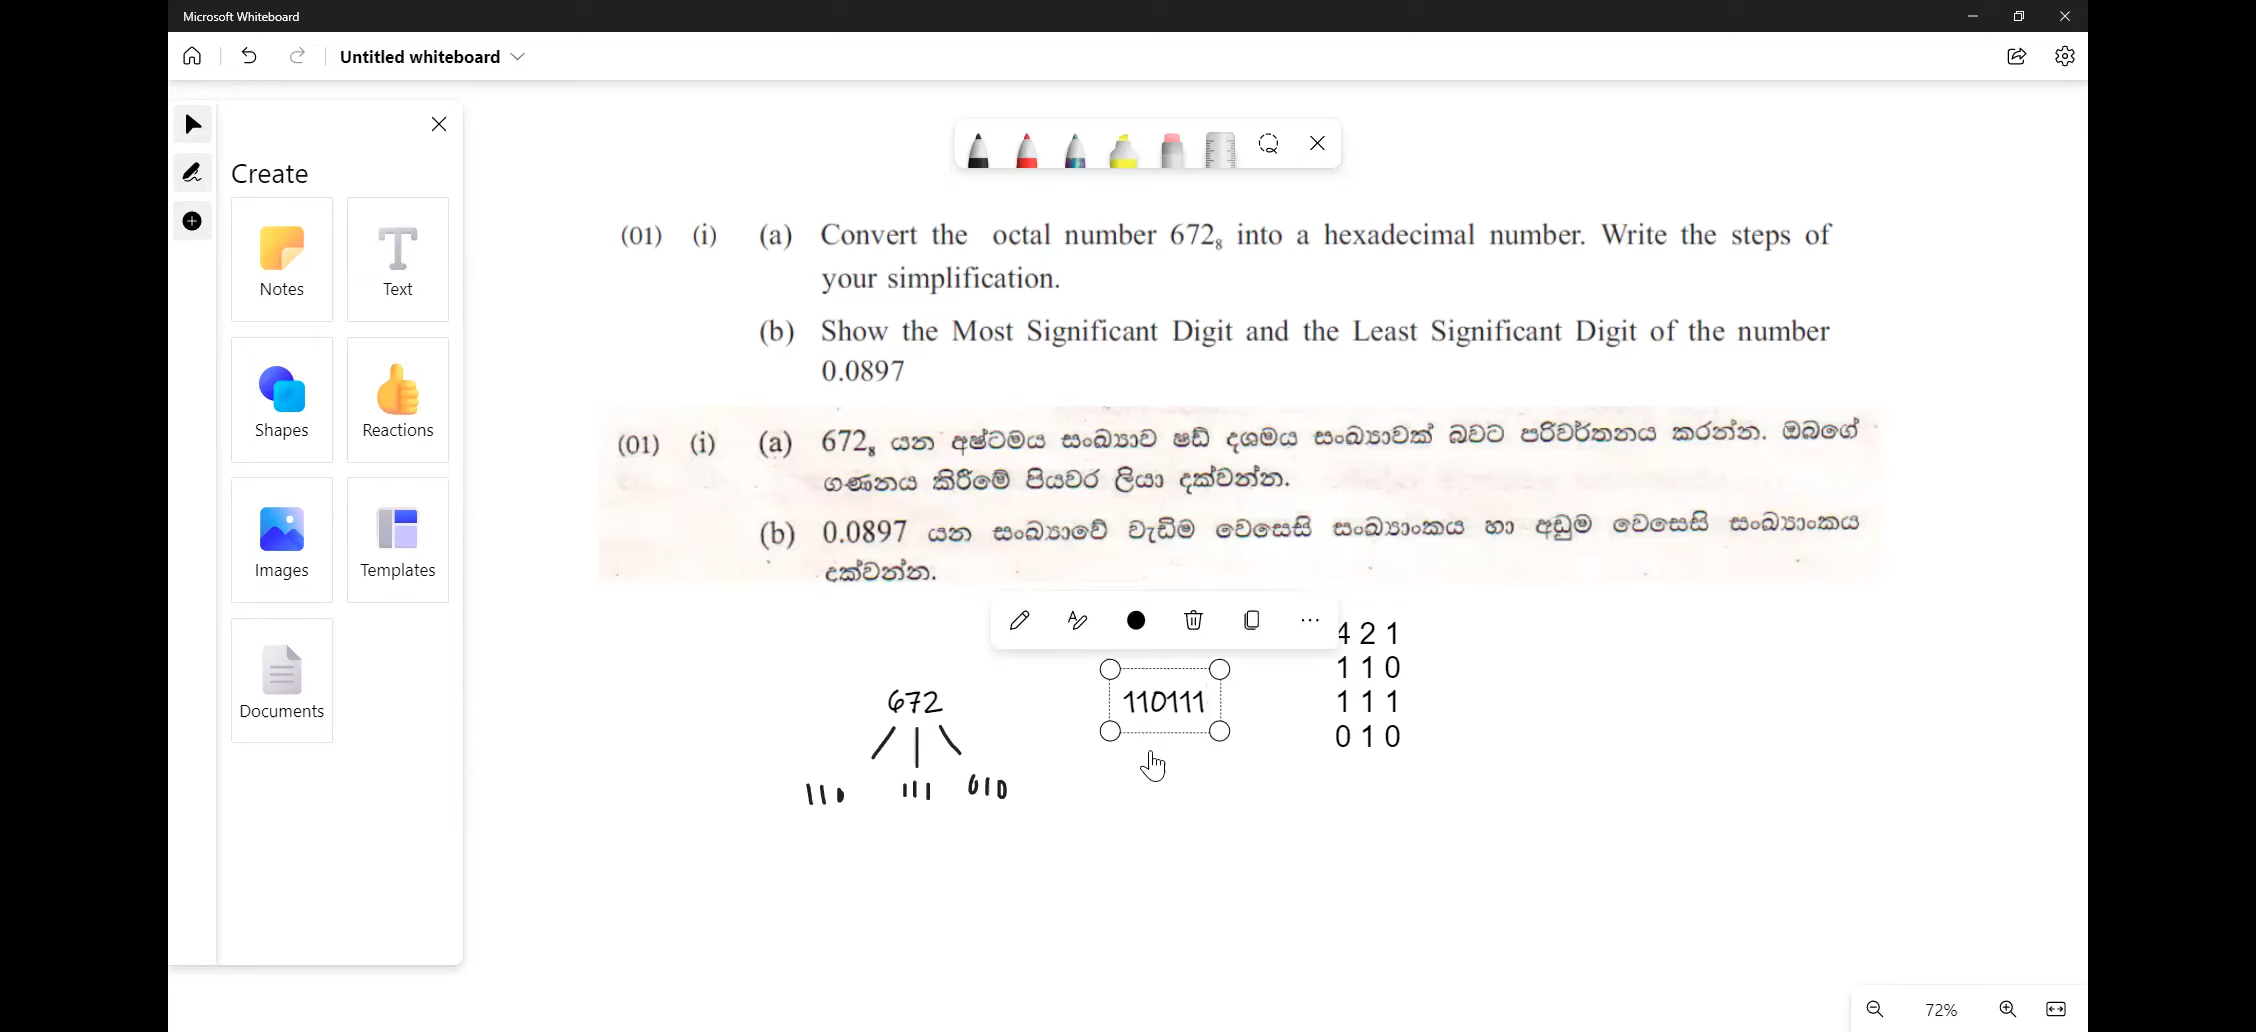 Microsoft Whiteboard
Untitled whiteboard
Create
Notes
Text
Shapes
Reactions
Images
Templates
Documents
(01) (i) (a) Convert the octal number 672₈ into a hexadecimal number. Write the steps of
your simplification.
(b) Show the Most Significant Digit and the Least Significant Digit of the number
0.0897
(01) (i) (a) 672₈ යන අෂ්ටමය සංඛ්‍යාව ෂඩ් දශමය සංඛ්‍යාවක් බවට පරිවර්තනය කරන්න. ඔබගේ
ගණනය කිරීමේ පියවර ලියා දක්වන්න.
(b) 0.0897 යන සංඛ්‍යාවේ වැඩිම වෙසෙසි සංඛ්‍යාංකය හා අඩුම වෙසෙසි සංඛ්‍යාංකය
දක්වන්න.
4 2 1
1 1 0
672
110111
1 1 1
0 1 0
110 111 010
72%